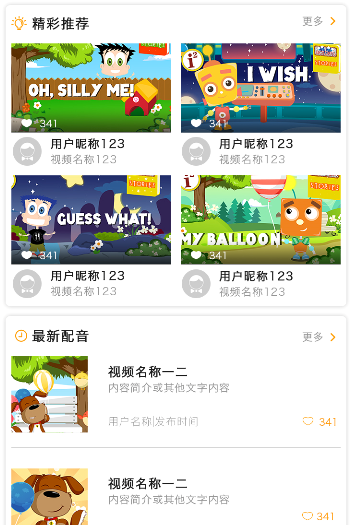 精彩推荐
更多
OH, SILLY ME!
341
i²
I WISH
341
用户昵称123
视频名称123
用户昵称123
视频名称123
GUESS WHAT!
341
i²
MY BALLOON
341
用户昵称123
视频名称123
用户昵称123
视频名称123
最新配音
更多
视频名称一二
内容简介或其他文字内容
用户名称|发布时间
341
视频名称一二
内容简介或其他文字内容
341